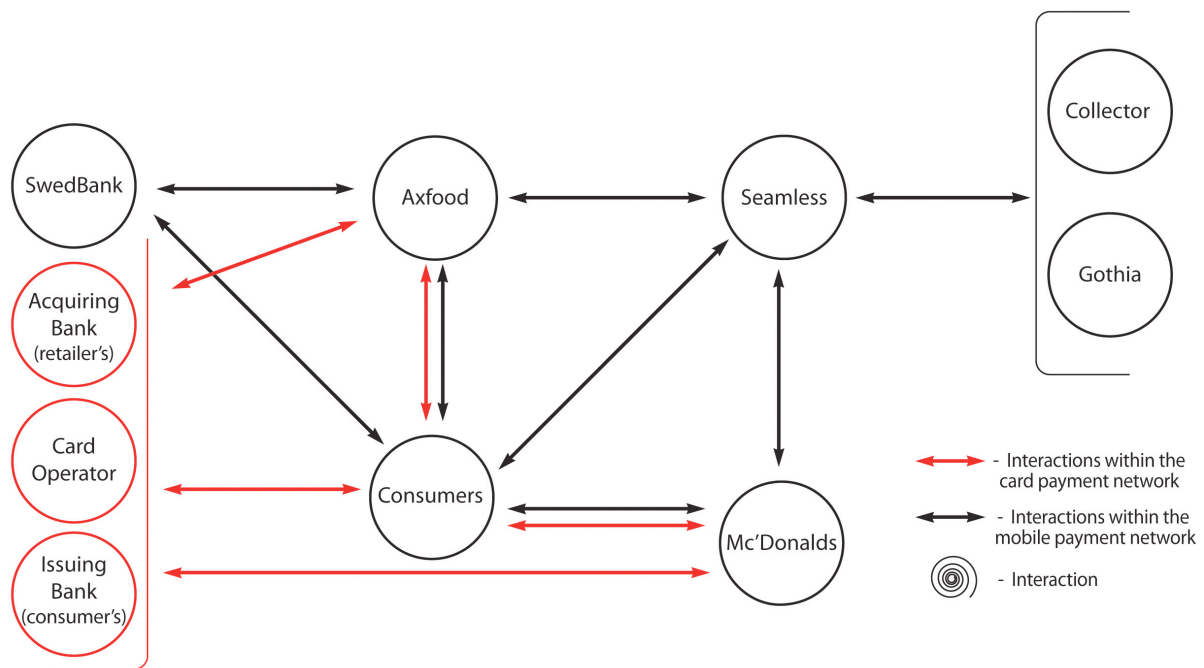 SwedBank
Acquiring
Bank
(retailer's)
Card
Operator
Issuing
Bank
(consumer's)
Axfood
Consumers
Seamless
Mc'Donalds
Collector
Gothia
- Interactions within the
card payment network
- Interactions within the
mobile payment network
- Interaction